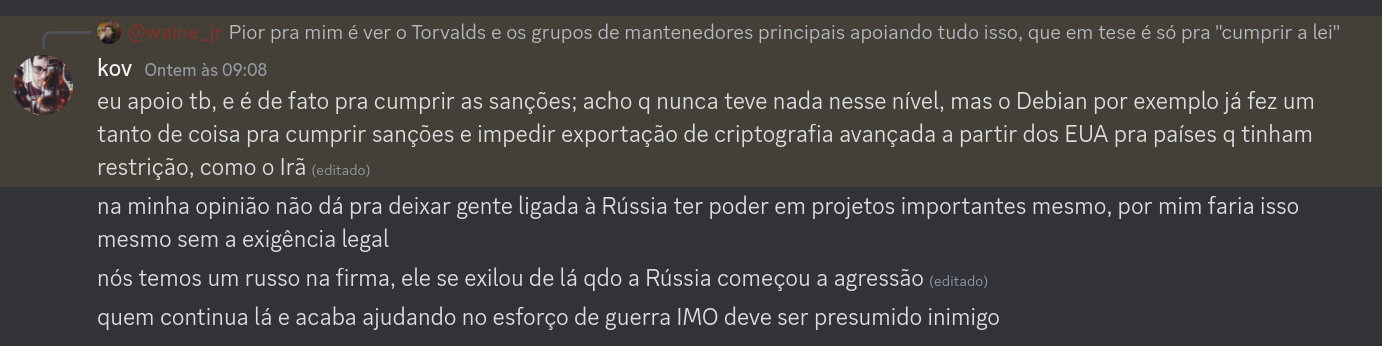 @waine_jr Pior pra mim é ver o Torvalds e os grupos de mantenedores principais apoiando tudo isso, que em tese é só pra "cumprir a lei"
kov Ontem às 09:08
eu apoio tb, e é de fato pra cumprir as sanções; acho q nunca teve nada nesse nível, mas o Debian por exemplo já fez um
tanto de coisa pra cumprir sanções e impedir exportação de criptografia avançada a partir dos EUA pra países q tinham
restrição, como o Irã (editado)
na minha opinião não dá pra deixar gente ligada à Rússia ter poder em projetos importantes mesmo, por mim faria isso
mesmo sem a exigência legal
nós temos um russo na firma, ele se exilou de lá qdo a Rússia começou a agressão (editado)
quem continua lá e acaba ajudando no esforço de guerra IMO deve ser presumido inimigo